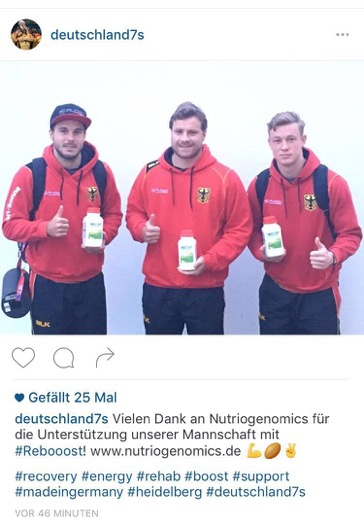 deutschland7s
Gefällt 25 Mal
deutschland7s Vielen Dank an Nutriogenomics für
die Unterstützung unserer Mannschaft mit
#Rebooost! www.nutriogenomics.de 💪🏉✌
#recovery #energy #rehab #boost #support
#madeingermany #heidelberg #deutschland7s
VOR 46 MINUTEN